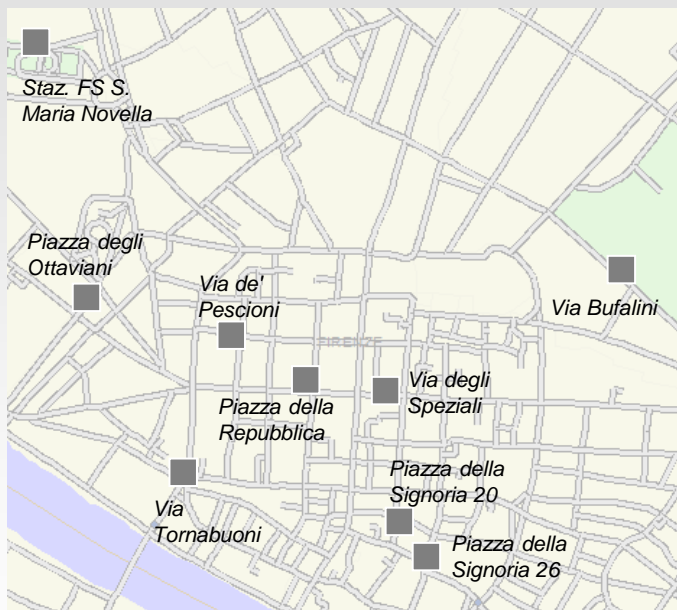 Staz. FS S.
Maria Novella
Piazza degli
Ottaviani
Via de'
Pescioni
Via Bufalini
FIRENZE
Via degli
Speziali
Piazza della
Repubblica
Piazza della
Signoria 20
Via
Tornabuoni
Piazza della
Signoria 26